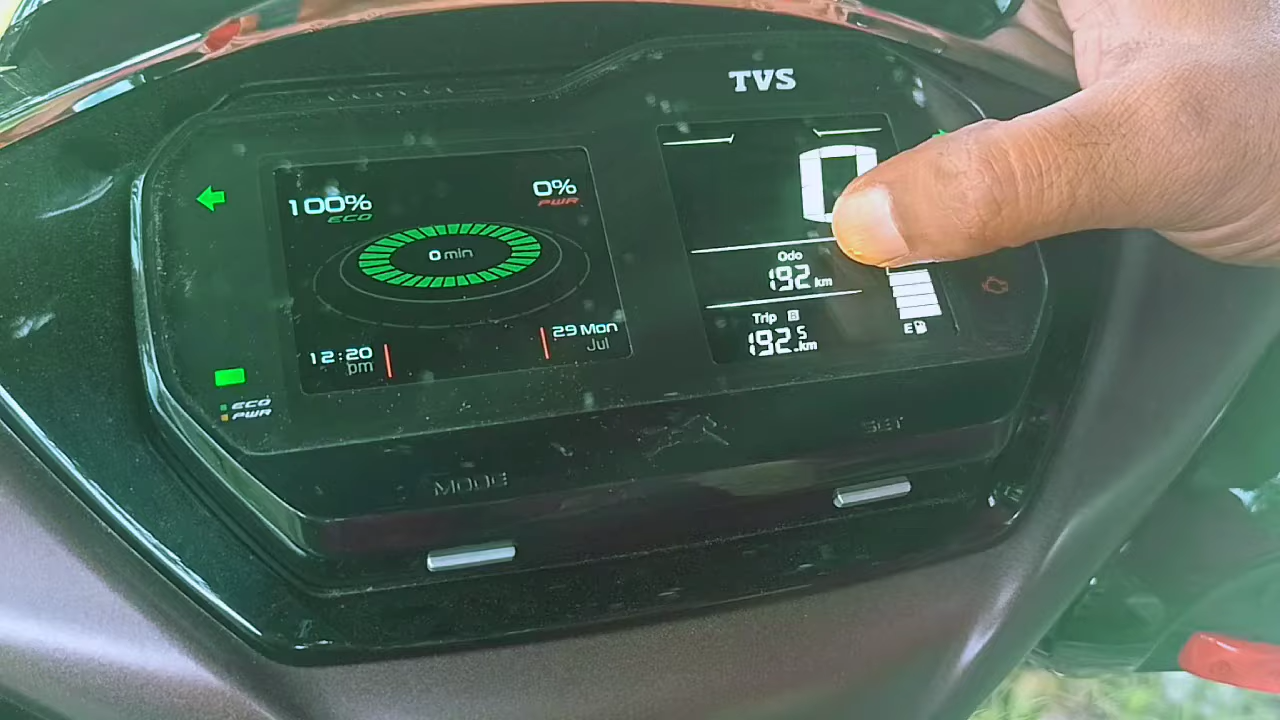 TVS
100%
ECO
0%
PWR
0 min
12:20
pm
29 Mon
Jul
ECO
PWR
0
Odo
192 km
Trip B
192.5 km
E
MODE
SET